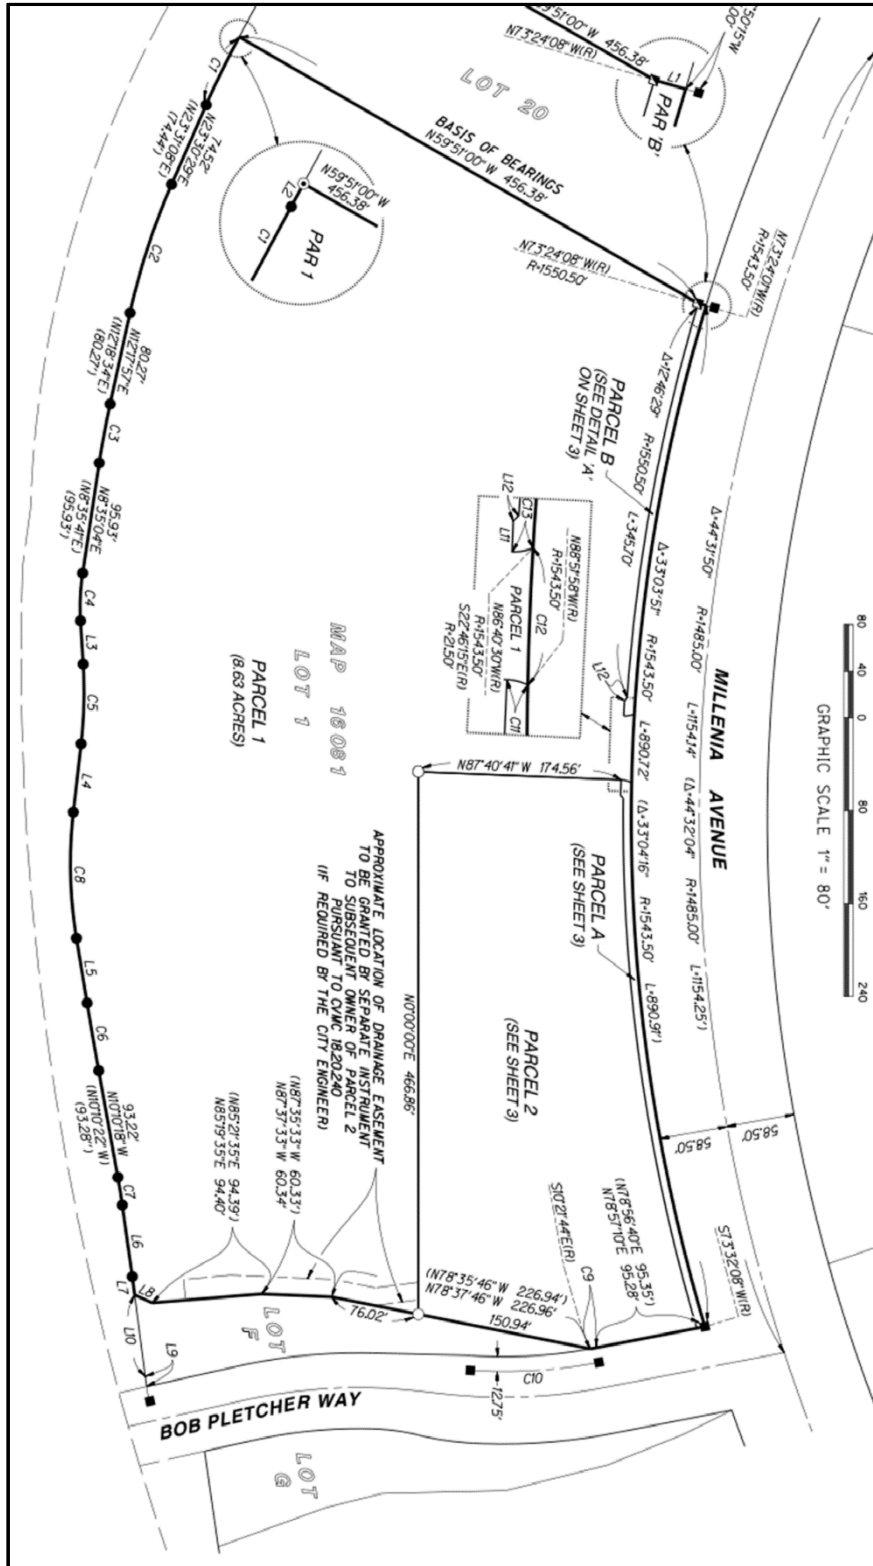 N59°51'00" W 456.38'
N73°24'08"W(R)
°50'15"W
00'
L1
PAR 'B'
LOT 20
BASIS OF BEARINGS
N59°51'00" W 456.38'
N73°24'08"W(R)
R=1550.50'
N73°24'01"W(R)
R=1543.50'
C1
74.52'
N23°30'29"E
(N23°31'08"E)
(74.44')
N59°51'00" W
456.38'
L2
C1
PAR 1
C2
80.27'
N12°17'57"E
(N12°18'34"E)
(80.27')
C3
95.93'
N8°35'04"E
(N8°35'41"E)
(95.93')
C4
L3
C5
L4
C8
L5
C6
93.22'
N10°10'18"W
(N10°10'22"W)
(93.28')
C7
L6
L7
L8
L10
L9
Δ=12°46'29" R=1550.50' L=345.70'
PARCEL B
(SEE DETAIL 'A'
ON SHEET 3)
Δ=33°03'51" R=1543.50' L=890.72' (Δ=33°04'16" R=1543.50' L=890.91')
Δ=44°31'50" R=1485.00' L=1154.14' (Δ=44°32'04" R=1485.00' L=1154.25')
MILLENIA AVENUE
80 40 0 80 160 240
GRAPHIC SCALE 1" = 80'
L12
C13
L11
N88°51'58"W(R)
R=1543.50'
C12
PARCEL 1
N86°40'30"W(R)
R=1543.50'
S22°46'15"E(R)
R=21.50'
C11
L12
MAP 16081
LOT 1
PARCEL 1
(8.63 ACRES)
N87°40'41" W 174.56'
PARCEL A
(SEE SHEET 3)
PARCEL 2
(SEE SHEET 3)
N0°00'00"E 466.86'
APPROXIMATE LOCATION OF DRAINAGE EASEMENT
TO BE GRANTED BY SEPARATE INSTRUMENT
TO SUBSEQUENT OWNER OF PARCEL 2
PURSUANT TO CVMC 18.20.240
(IF REQUIRED BY THE CITY ENGINEER)
(N87°35'33"W 60.33')
N87°37'33"W 60.34'
(N85°21'35"E 94.39')
N85°19'35"E 94.40'
58.50'
58.50'
S73°32'08"W(R)
(N78°56'40"E 95.35')
N78°57'10"E 95.28'
C9
S10°21'44"E(R)
(N78°35'46"W 226.94')
N78°37'46"W 226.96'
150.94'
76.02'
LOT
F
C10
12.75'
BOB PLETCHER WAY
LOT
G